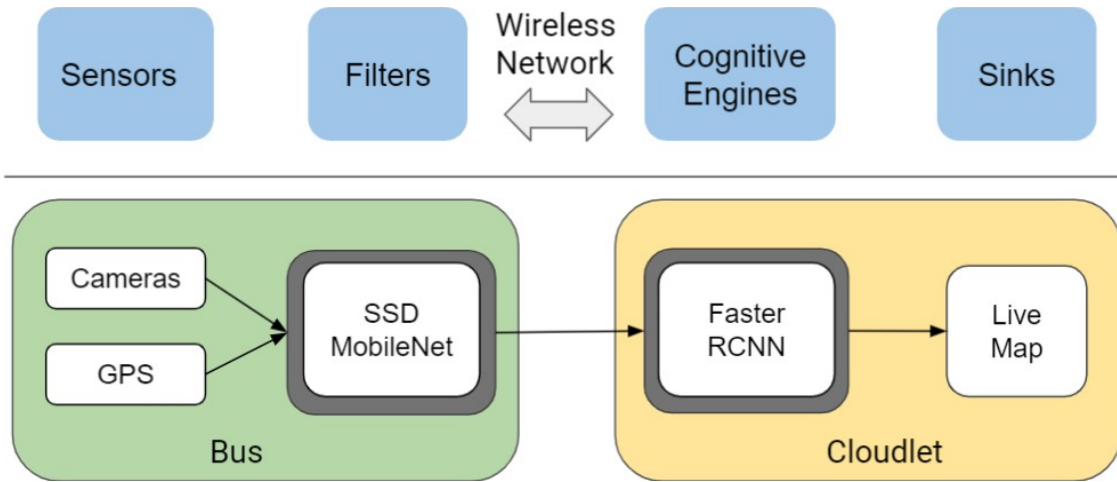 Sensors
Filters
Wireless
Network
Cognitive
Engines
Sinks
Cameras
GPS
SSD
MobileNet
Faster
RCNN
Live
Map
Bus
Cloudlet